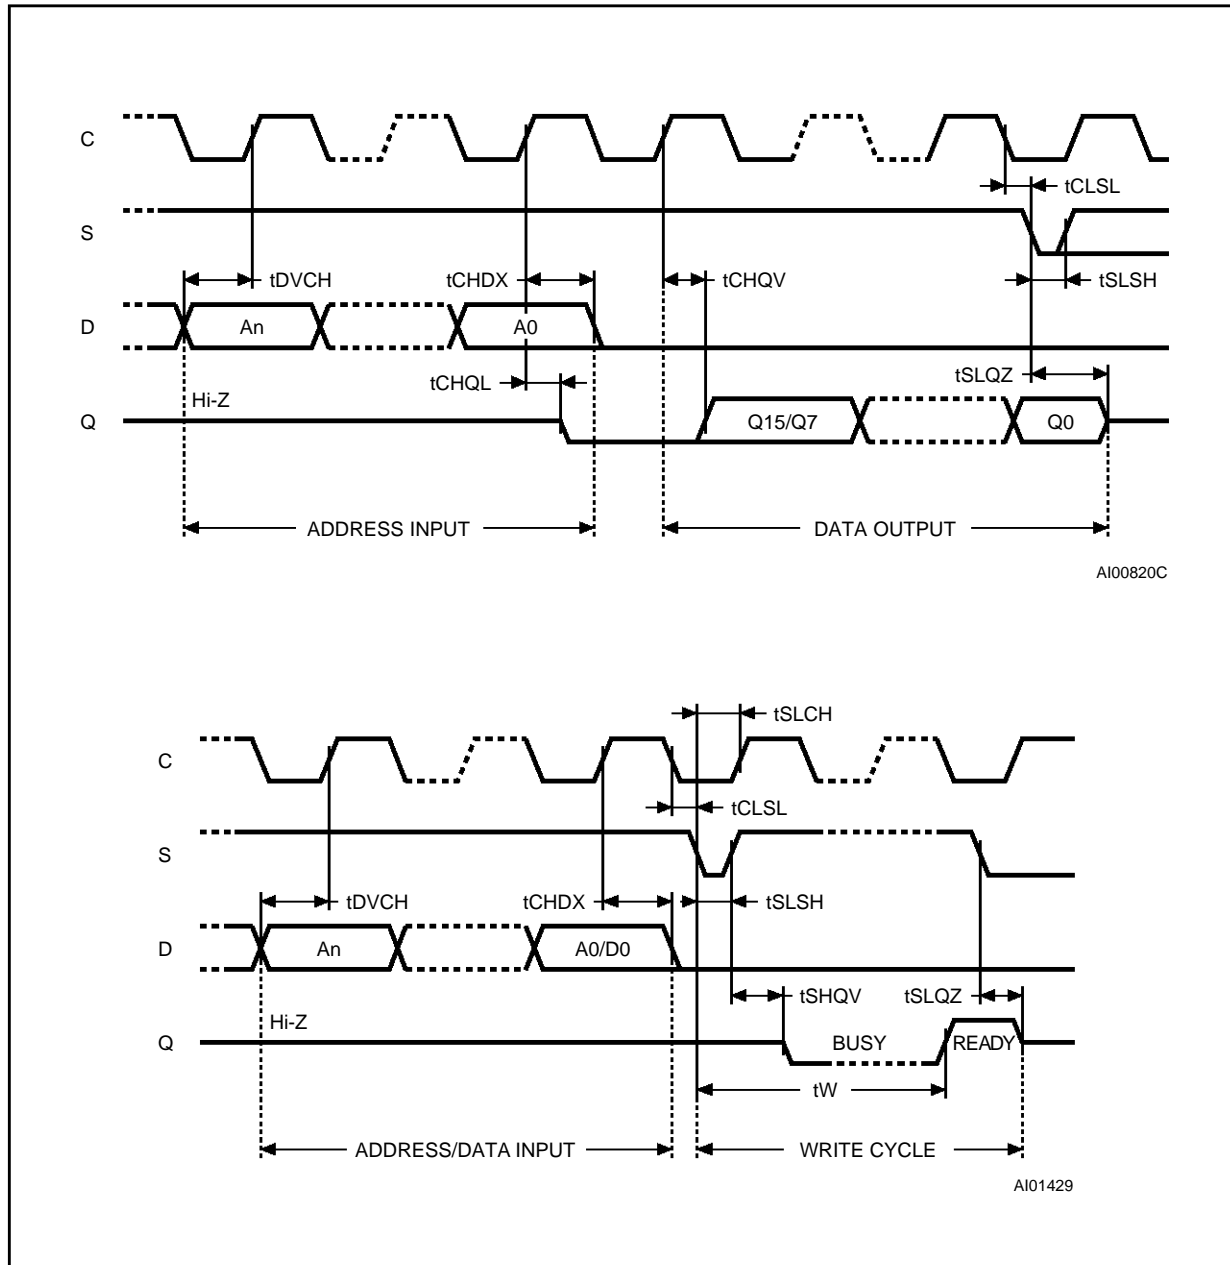 C
tCLSL
S
tDVCH tCHDX tCHQV tSLSH
D An A0
tCHQL tSLQZ
Hi-Z
Q Q15/Q7 Q0
ADDRESS INPUT DATA OUTPUT
AI00820C
tSLCH
C
tCLSL
S
tDVCH tCHDX tSLSH
D An A0/D0
tSHQV tSLQZ
Hi-Z
Q BUSY READY
tW
ADDRESS/DATA INPUT WRITE CYCLE
AI01429